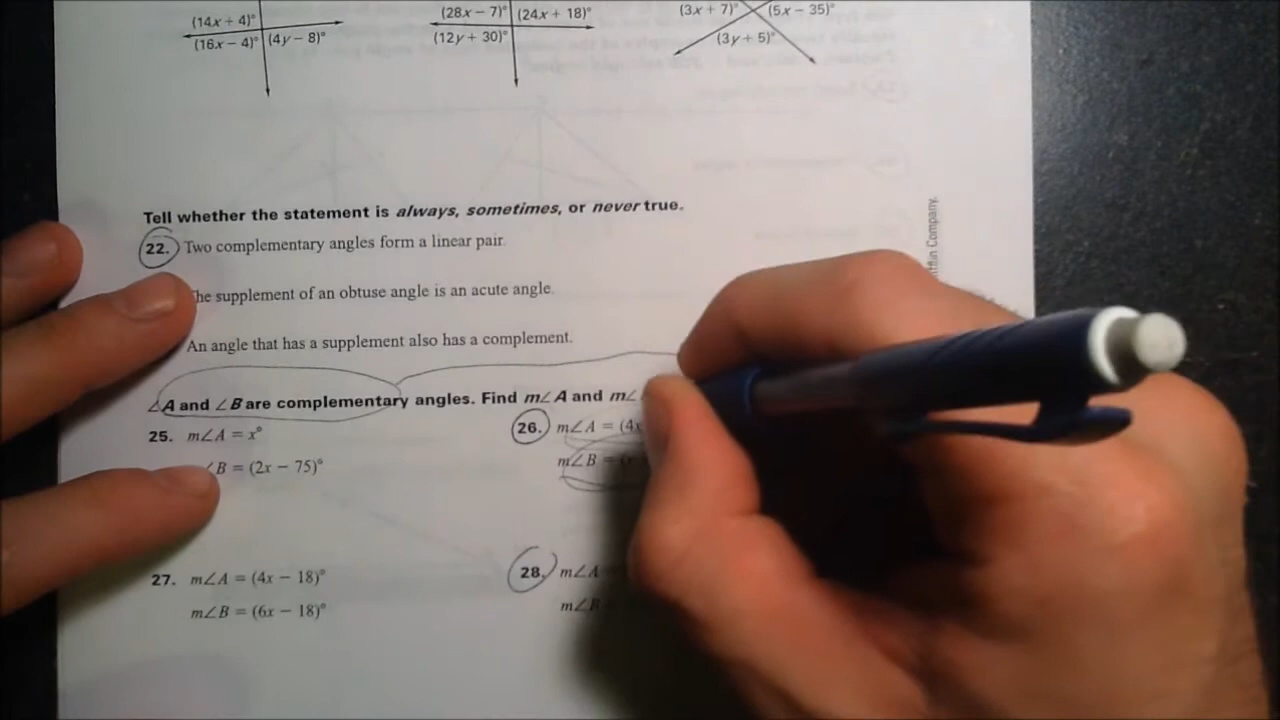 (14x + 4)° (28x − 7)° (24x + 18)° (3x + 7)° (5x − 35)°
(16x − 4)° (4y − 8)° (12y + 30)° (3y + 5)°
Tell whether the statement is always, sometimes, or never true.
22. Two complementary angles form a linear pair.
he supplement of an obtuse angle is an acute angle.
An angle that has a supplement also has a complement.
∠A and ∠B are complementary angles. Find m∠A and m∠
25. m∠A = x° 26. m∠A = (4x
∠B = (2x − 75)° m∠B =
27. m∠A = (4x − 18)° 28. m∠A
m∠B = (6x − 18)° m∠B
tlin Company.